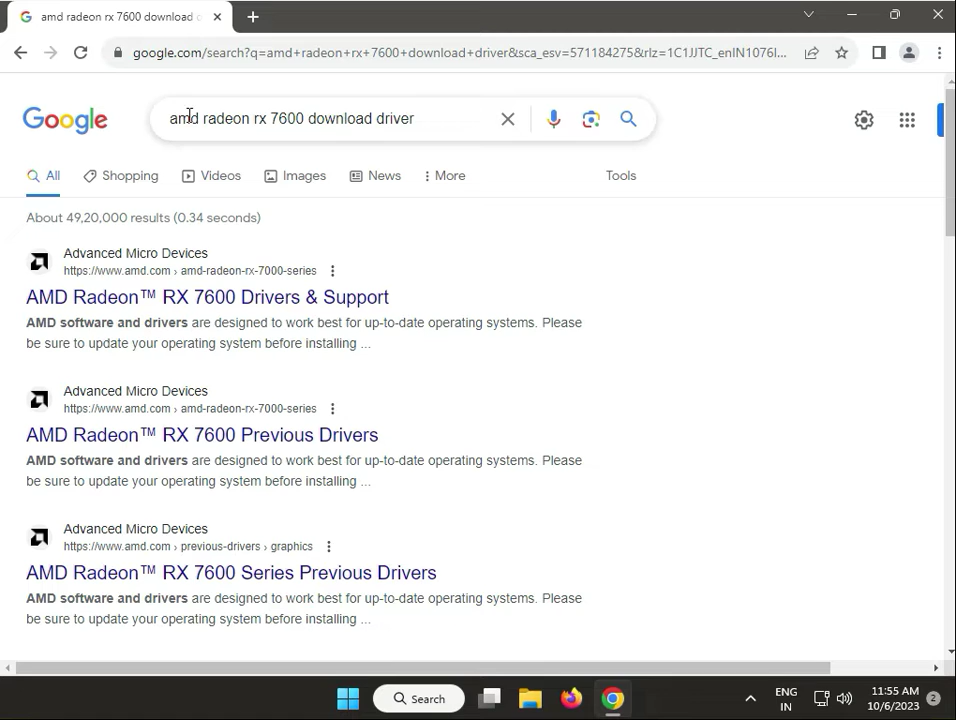 amd radeon rx 7600 download d
google.com/search?q=amd+radeon+rx+7600+download+driver&sca_esv=571184275&rlz=1C1JJTC_enIN1076I...
Google
amd radeon rx 7600 download driver
All Shopping Videos Images News More Tools
About 49,20,000 results (0.34 seconds)
Advanced Micro Devices
https://www.amd.com › amd-radeon-rx-7000-series
AMD Radeon™ RX 7600 Drivers & Support
AMD software and drivers are designed to work best for up-to-date operating systems. Please
be sure to update your operating system before installing ...
Advanced Micro Devices
https://www.amd.com › amd-radeon-rx-7000-series
AMD Radeon™ RX 7600 Previous Drivers
AMD software and drivers are designed to work best for up-to-date operating systems. Please
be sure to update your operating system before installing ...
Advanced Micro Devices
https://www.amd.com › previous-drivers › graphics
AMD Radeon™ RX 7600 Series Previous Drivers
AMD software and drivers are designed to work best for up-to-date operating systems. Please
be sure to update your operating system before installing ...
Search
ENG
IN
11:55 AM
10/6/2023
2